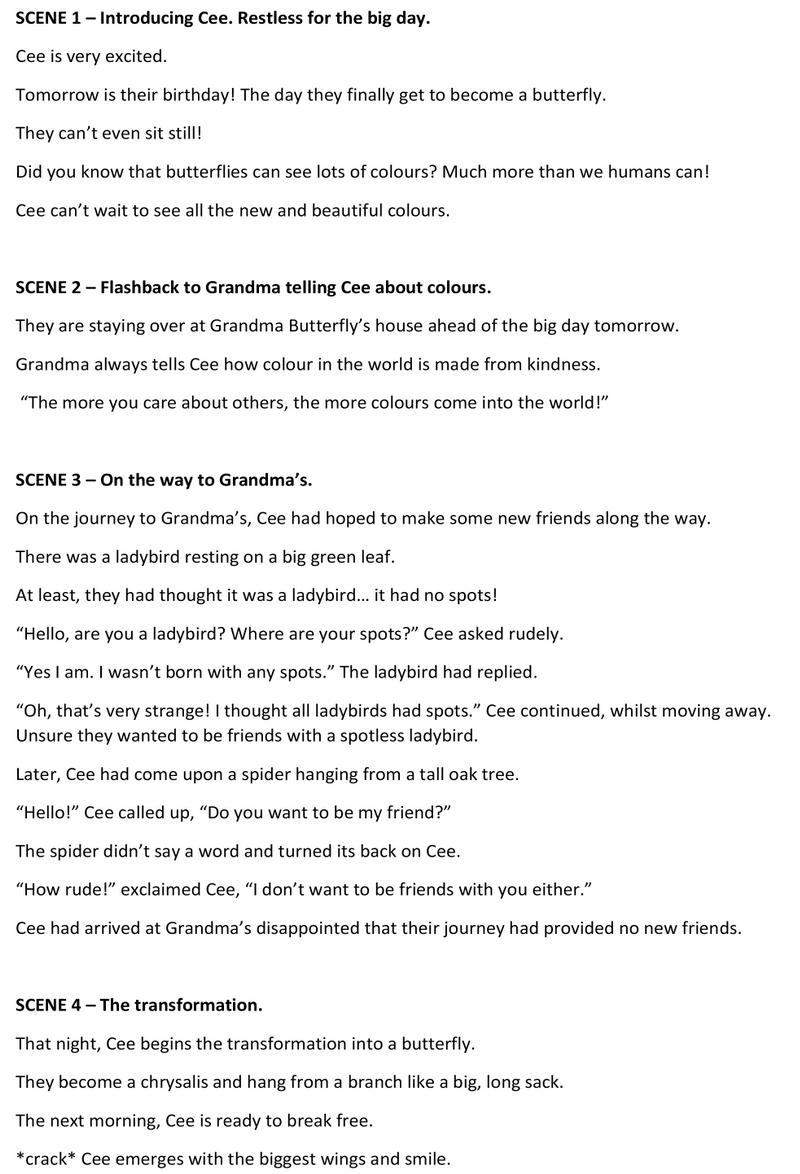 SCENE 1 – Introducing Cee. Restless for the big day.
Cee is very excited.
Tomorrow is their birthday! The day they finally get to become a butterfly.
They can’t even sit still!
Did you know that butterflies can see lots of colours? Much more than we humans can!
Cee can’t wait to see all the new and beautiful colours.
SCENE 2 – Flashback to Grandma telling Cee about colours.
They are staying over at Grandma Butterfly’s house ahead of the big day tomorrow.
Grandma always tells Cee how colour in the world is made from kindness.
“The more you care about others, the more colours come into the world!”
SCENE 3 – On the way to Grandma’s.
On the journey to Grandma’s, Cee had hoped to make some new friends along the way.
There was a ladybird resting on a big green leaf.
At least, they had thought it was a ladybird… it had no spots!
“Hello, are you a ladybird? Where are your spots?” Cee asked rudely.
“Yes I am. I wasn’t born with any spots.” The ladybird had replied.
“Oh, that’s very strange! I thought all ladybirds had spots.” Cee continued, whilst moving away.
Unsure they wanted to be friends with a spotless ladybird.
Later, Cee had come upon a spider hanging from a tall oak tree.
“Hello!” Cee called up, “Do you want to be my friend?”
The spider didn’t say a word and turned its back on Cee.
“How rude!” exclaimed Cee, “I don’t want to be friends with you either.”
Cee had arrived at Grandma’s disappointed that their journey had provided no new friends.
SCENE 4 – The transformation.
That night, Cee begins the transformation into a butterfly.
They become a chrysalis and hang from a branch like a big, long sack.
The next morning, Cee is ready to break free.
*crack* Cee emerges with the biggest wings and smile.